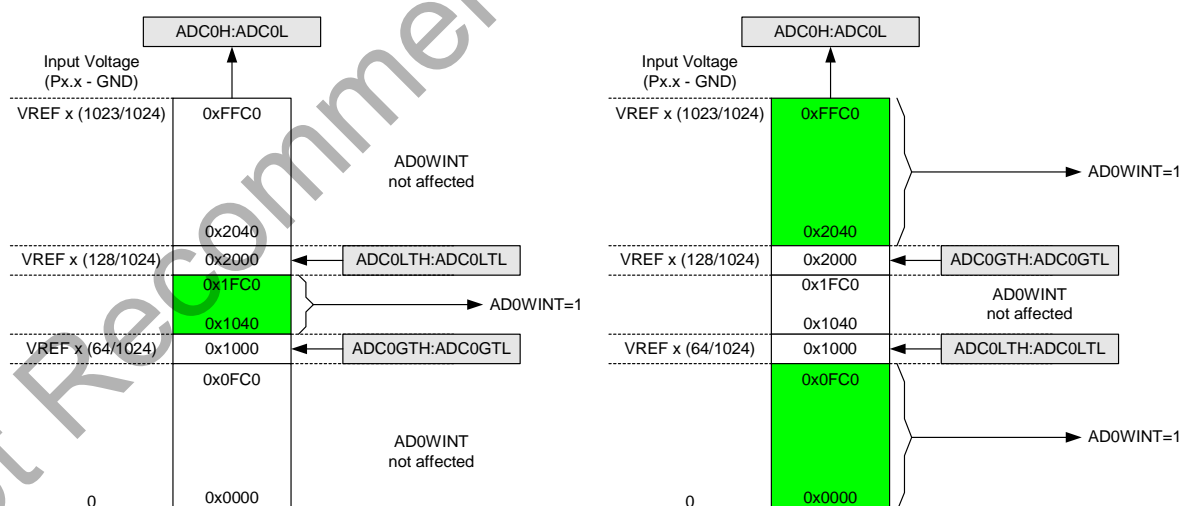 ADC0H:ADC0L
Input Voltage
(Px.x - GND)
VREF x (1023/1024)
0xFFC0
AD0WINT
not affected
0x2040
VREF x (128/1024)
0x2000
ADC0LTH:ADC0LTL
0x1FC0
AD0WINT=1
0x1040
VREF x (64/1024)
0x1000
ADC0GTH:ADC0GTL
0x0FC0
AD0WINT
not affected
0
0x0000
ADC0H:ADC0L
Input Voltage
(Px.x - GND)
VREF x (1023/1024)
0xFFC0
AD0WINT=1
0x2040
VREF x (128/1024)
0x2000
ADC0GTH:ADC0GTL
0x1FC0
AD0WINT
not affected
0x1040
VREF x (64/1024)
0x1000
ADC0LTH:ADC0LTL
0x0FC0
AD0WINT=1
0
0x0000